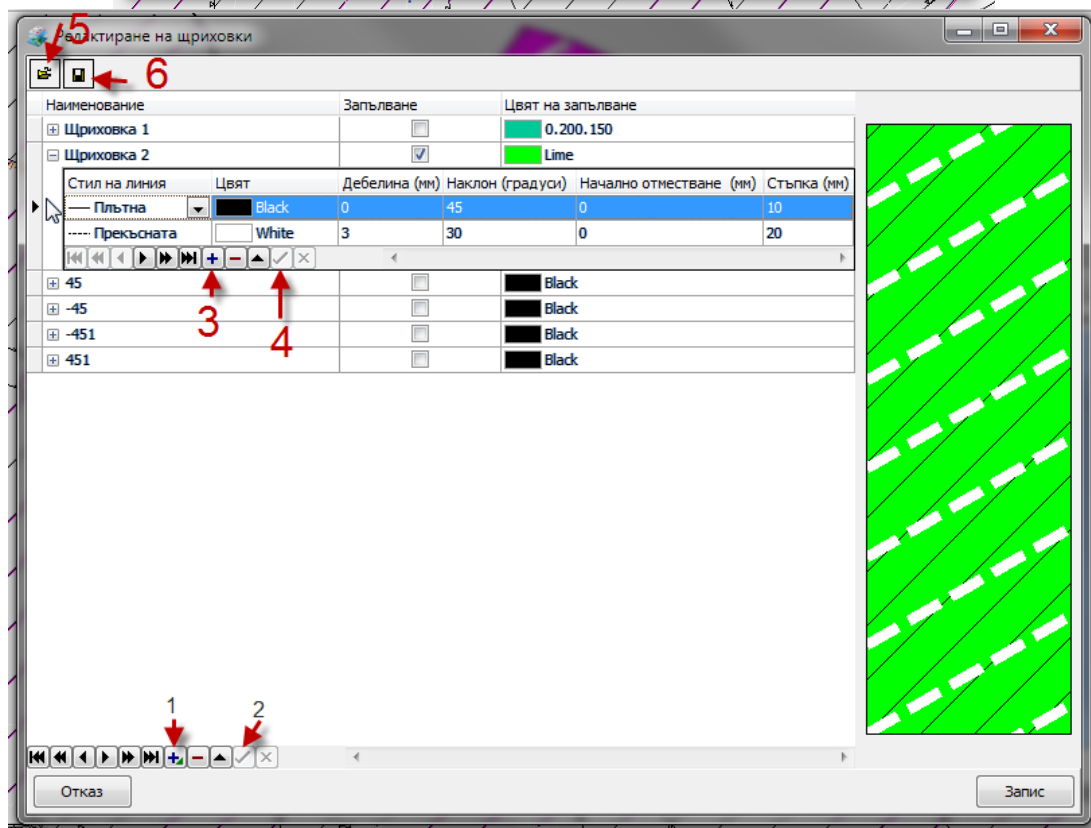 5
Редактиране на щриховки
6
Наименование Запълване Цвят на запълване
Щриховка 1 0.200.150
Щриховка 2 Lime
Стил на линия Цвят Дебелина (мм) Наклон (градуси) Начално отместване (мм) Стъпка (мм)
Плътна Black 0 45 0 10
Прекъсната White 3 30 0 20
45 Black
-45 Black
-451 Black
451 Black
3
4
1 2
Отказ Запис